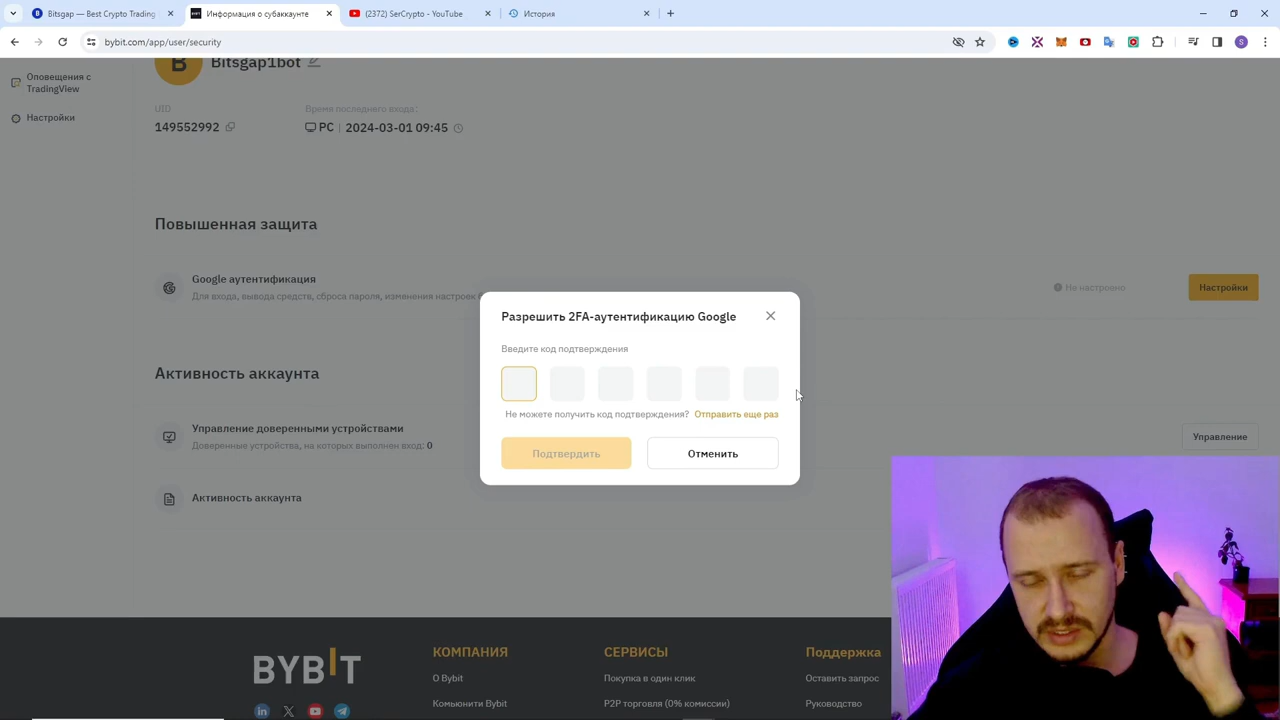 Bitsgap — Best Crypto Trading
Информация о субаккаунте
(2372) SerCrypto - YouTube
История
bybit.com/app/user/security
Оповещения с
TradingView
Настройки
Bitsgap1bot
UID
Время последнего входа:
149552992
PC | 2024-03-01 09:45
Повышенная защита
Google аутентификация
Для входа, вывода средств, сброса пароля, изменения настроек
Не настроено
Настройки
Разрешить 2FA-аутентификацию Google
Введите код подтверждения
Не можете получить код подтверждения? Отправить еще раз
Подтвердить
Отменить
Активность аккаунта
Управление доверенными устройствами
Доверенные устройства, на которых выполнен вход: 0
Управление
Активность аккаунта
BYBIT
КОМПАНИЯ
СЕРВИСЫ
Поддержка
О Bybit
Покупка в один клик
Оставить запрос
Комьюнити Bybit
P2P торговля (0% комиссии)
Руководство